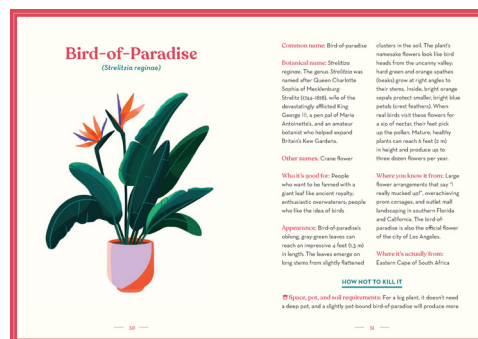 Bird-of-Paradise
(Strelitzia reginae)
50
Common name: Bird-of-paradise
Botanical name: Strelitzia
reginae. The genus Strelitzia was
named after Queen Charlotte
Sophia of Mecklenburg-
Strelitz (1744–1818), wife of the
devastatingly afflicted King
George III, a pen pal of Marie
Antoinette's, and an amateur
botanist who helped expand
Britain's Kew Gardens.
Other names: Crane flower
Who it's good for: People
who want to be fanned with a
giant leaf like ancient royalty;
enthusiastic overwaterers; people
who like the idea of birds
Appearance: Bird-of-paradise's
oblong, gray-green leaves can
reach an impressive 4 feet (1.3 m)
in length. The leaves emerge on
long stems from slightly flattened
clusters in the soil. The plant's
namesake flowers look like bird
heads from the uncanny valley:
hard green and orange spathes
(beaks) grow at right angles to
their stems. Inside, bright orange
sepals protect smaller, bright blue
petals (crest feathers). When
real birds visit these flowers for
a sip of nectar, their feet pick
up the pollen. Mature, healthy
plants can reach 6 feet (2 m)
in height and produce up to
three dozen flowers per year.
Where you know it from: Large
flower arrangements that say "I
really mucked up!", overachieving
prom corsages, and outlet mall
landscaping in southern Florida
and California. The bird-of-
paradise is also the official flower
of the city of Los Angeles.
Where it's actually from:
Eastern Cape of South Africa
HOW NOT TO KILL IT
Space, pot, and soil requirements: For a big plant, it doesn't need
a deep pot, and a slightly pot-bound bird-of-paradise will produce more
51